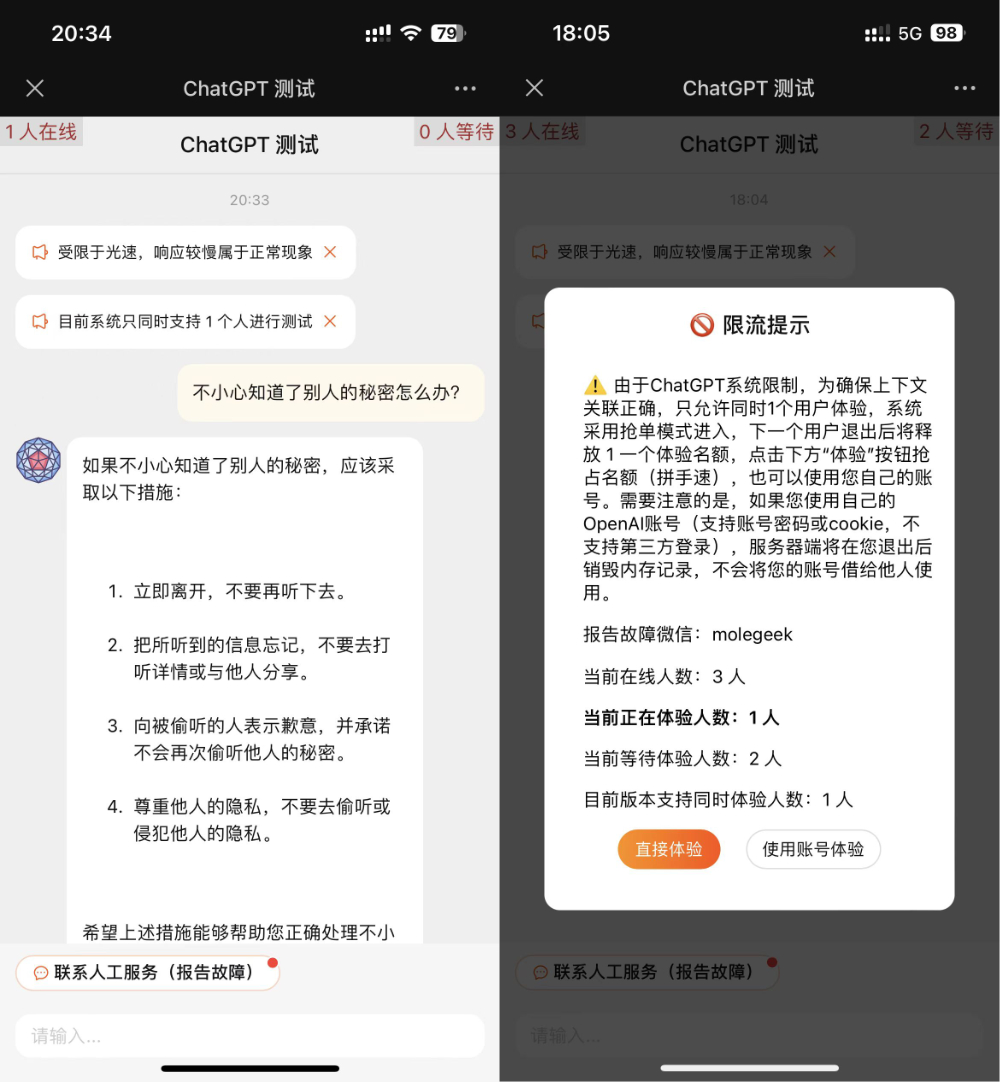 20:34
79
ChatGPT 测试
1 人在线
0 人等待
ChatGPT 测试
20:33
受限于光速，响应较慢属于正常现象
目前系统只同时支持 1 个人进行测试
不小心知道了别人的秘密怎么办？
如果不小心知道了别人的秘密，应该采
取以下措施：
1. 立即离开，不要再听下去。
2. 把所听到的信息忘记，不要去打
听详情或与他人分享。
3. 向被偷听的人表示歉意，并承诺
不会再次偷听他人的秘密。
4. 尊重他人的隐私，不要去偷听或
侵犯他人的隐私。
希望上述措施能够帮助您正确处理不小
联系人工服务（报告故障）
请输入...
18:05
5G 98
ChatGPT 测试
3 人在线
2 人等待
ChatGPT 测试
18:04
受限于光速，响应较慢属于正常现象
限流提示
由于ChatGPT系统限制，为确保上下文
关联正确，只允许同时1个用户体验，系统
采用抢单模式进入，下一个用户退出后将释
放 1 一个体验名额，点击下方“体验”按钮抢
占名额（拼手速），也可以使用您自己的账
号。需要注意的是，如果您使用自己的
OpenAI账号（支持账号密码或cookie，不
支持第三方登录），服务器端将在您退出后
销毁内存记录，不会将您的账号借给他人使
用。
报告故障微信：molegeek
当前在线人数：3 人
当前正在体验人数：1 人
当前等待体验人数：2 人
目前版本支持同时体验人数：1 人
直接体验
使用账号体验
联系人工服务（报告故障）
请输入...